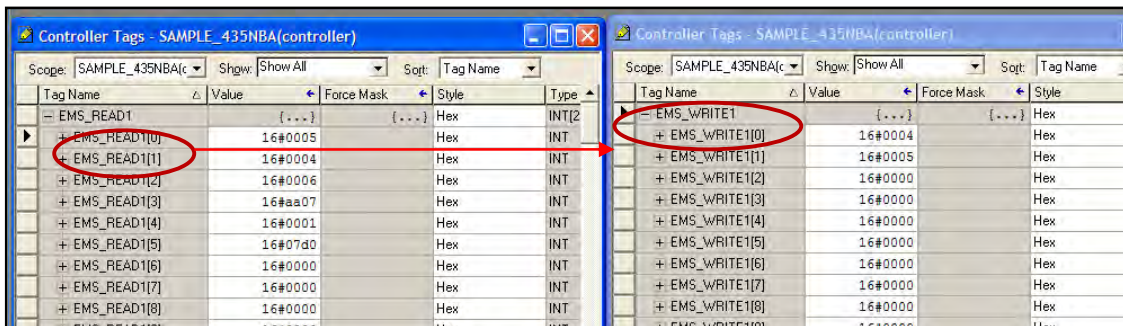 Controller Tags - SAMPLE_435NBA(controller)
Scope: SAMPLE_435NBA(c Show: Show All Sort: Tag Name
Tag Name Value Force Mask Style Type
− EMS_READ1 {...} {...} Hex INT[2
+ EMS_READ1[0] 16#0005 Hex INT
+ EMS_READ1[1] 16#0004 Hex INT
+ EMS_READ1[2] 16#0006 Hex INT
+ EMS_READ1[3] 16#aa07 Hex INT
+ EMS_READ1[4] 16#0001 Hex INT
+ EMS_READ1[5] 16#07d0 Hex INT
+ EMS_READ1[6] 16#0000 Hex INT
+ EMS_READ1[7] 16#0000 Hex INT
+ EMS_READ1[8] 16#0000 Hex INT
Controller Tags - SAMPLE_435NBA(controller)
Scope: SAMPLE_435NBA(c Show: Show All Sort: Tag Name
Tag Name Value Force Mask Style
− EMS_WRITE1 {...} {...} Hex
+ EMS_WRITE1[0] 16#0004 Hex
+ EMS_WRITE1[1] 16#0005 Hex
+ EMS_WRITE1[2] 16#0000 Hex
+ EMS_WRITE1[3] 16#0000 Hex
+ EMS_WRITE1[4] 16#0000 Hex
+ EMS_WRITE1[5] 16#0000 Hex
+ EMS_WRITE1[6] 16#0000 Hex
+ EMS_WRITE1[7] 16#0000 Hex
+ EMS_WRITE1[8] 16#0000 Hex